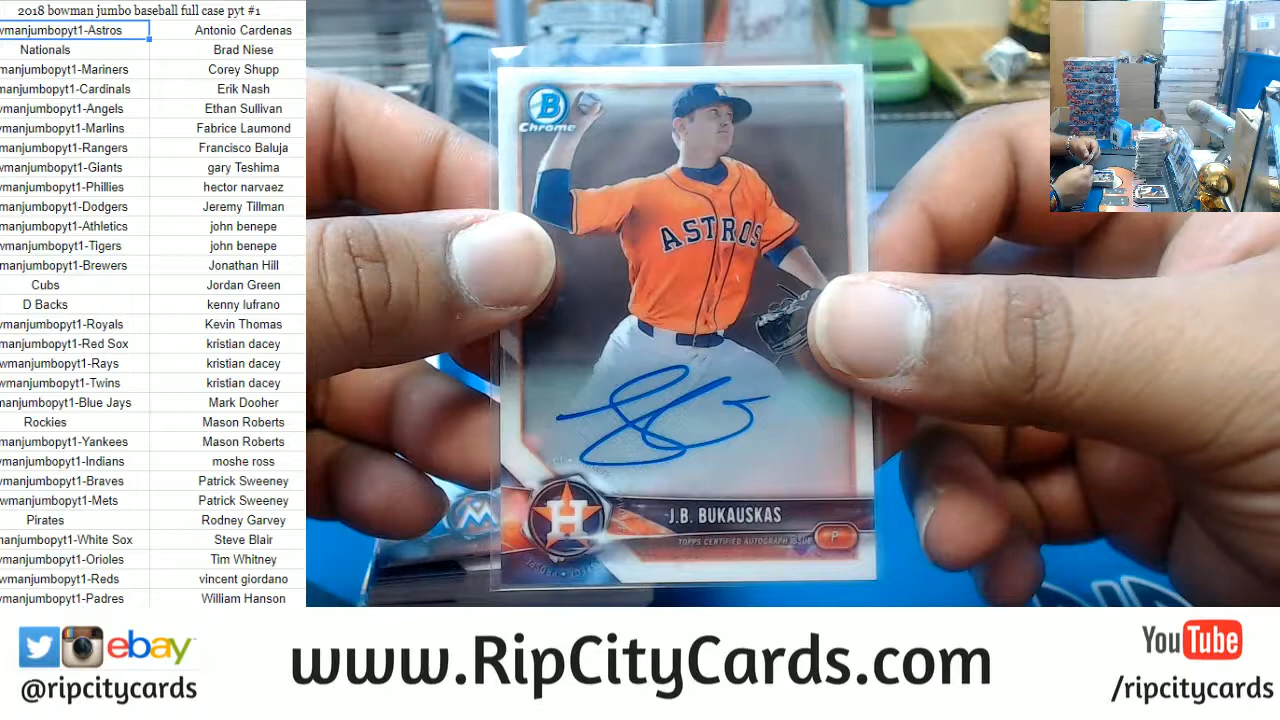 2018 bowman jumbo baseball full case pyt #1
wmanjumbopyt1-Astros Antonio Cardenas
Nationals Brad Niese
manjumbopyt1-Mariners Corey Shupp
manjumbopyt1-Cardinals Erik Nash
wmanjumbopyt1-Angels Ethan Sullivan
wmanjumbopyt1-Marlins Fabrice Laumond
wmanjumbopyt1-Rangers Francisco Baluja
wmanjumbopyt1-Giants gary Teshima
wmanjumbopyt1-Phillies hector narvaez
wmanjumbopyt1-Dodgers Jeremy Tillman
manjumbopyt1-Athletics john benepe
wmanjumbopyt1-Tigers john benepe
manjumbopyt1-Brewers Jonathan Hill
Cubs Jordan Green
D Backs kenny lufrano
wmanjumbopyt1-Royals Kevin Thomas
manjumbopyt1-Red Sox kristian dacey
wmanjumbopyt1-Rays kristian dacey
wmanjumbopyt1-Twins kristian dacey
manjumbopyt1-Blue Jays Mark Dooher
Rockies Mason Roberts
manjumbopyt1-Yankees Mason Roberts
manjumbopyt1-Indians moshe ross
wmanjumbopyt1-Braves Patrick Sweeney
wmanjumbopyt1-Mets Patrick Sweeney
Pirates Rodney Garvey
manjumbopyt1-White Sox Steve Blair
wmanjumbopyt1-Orioles Tim Whitney
wmanjumbopyt1-Reds vincent giordano
wmanjumbopyt1-Padres William Hanson
B
Chrome
ASTROS
H
J.B. BUKAUSKAS
TOPPS CERTIFIED AUTOGRAPH ISSUE
P
M
ebay
@ripcitycards
www.RipCityCards.com
YouTube
/ripcitycards